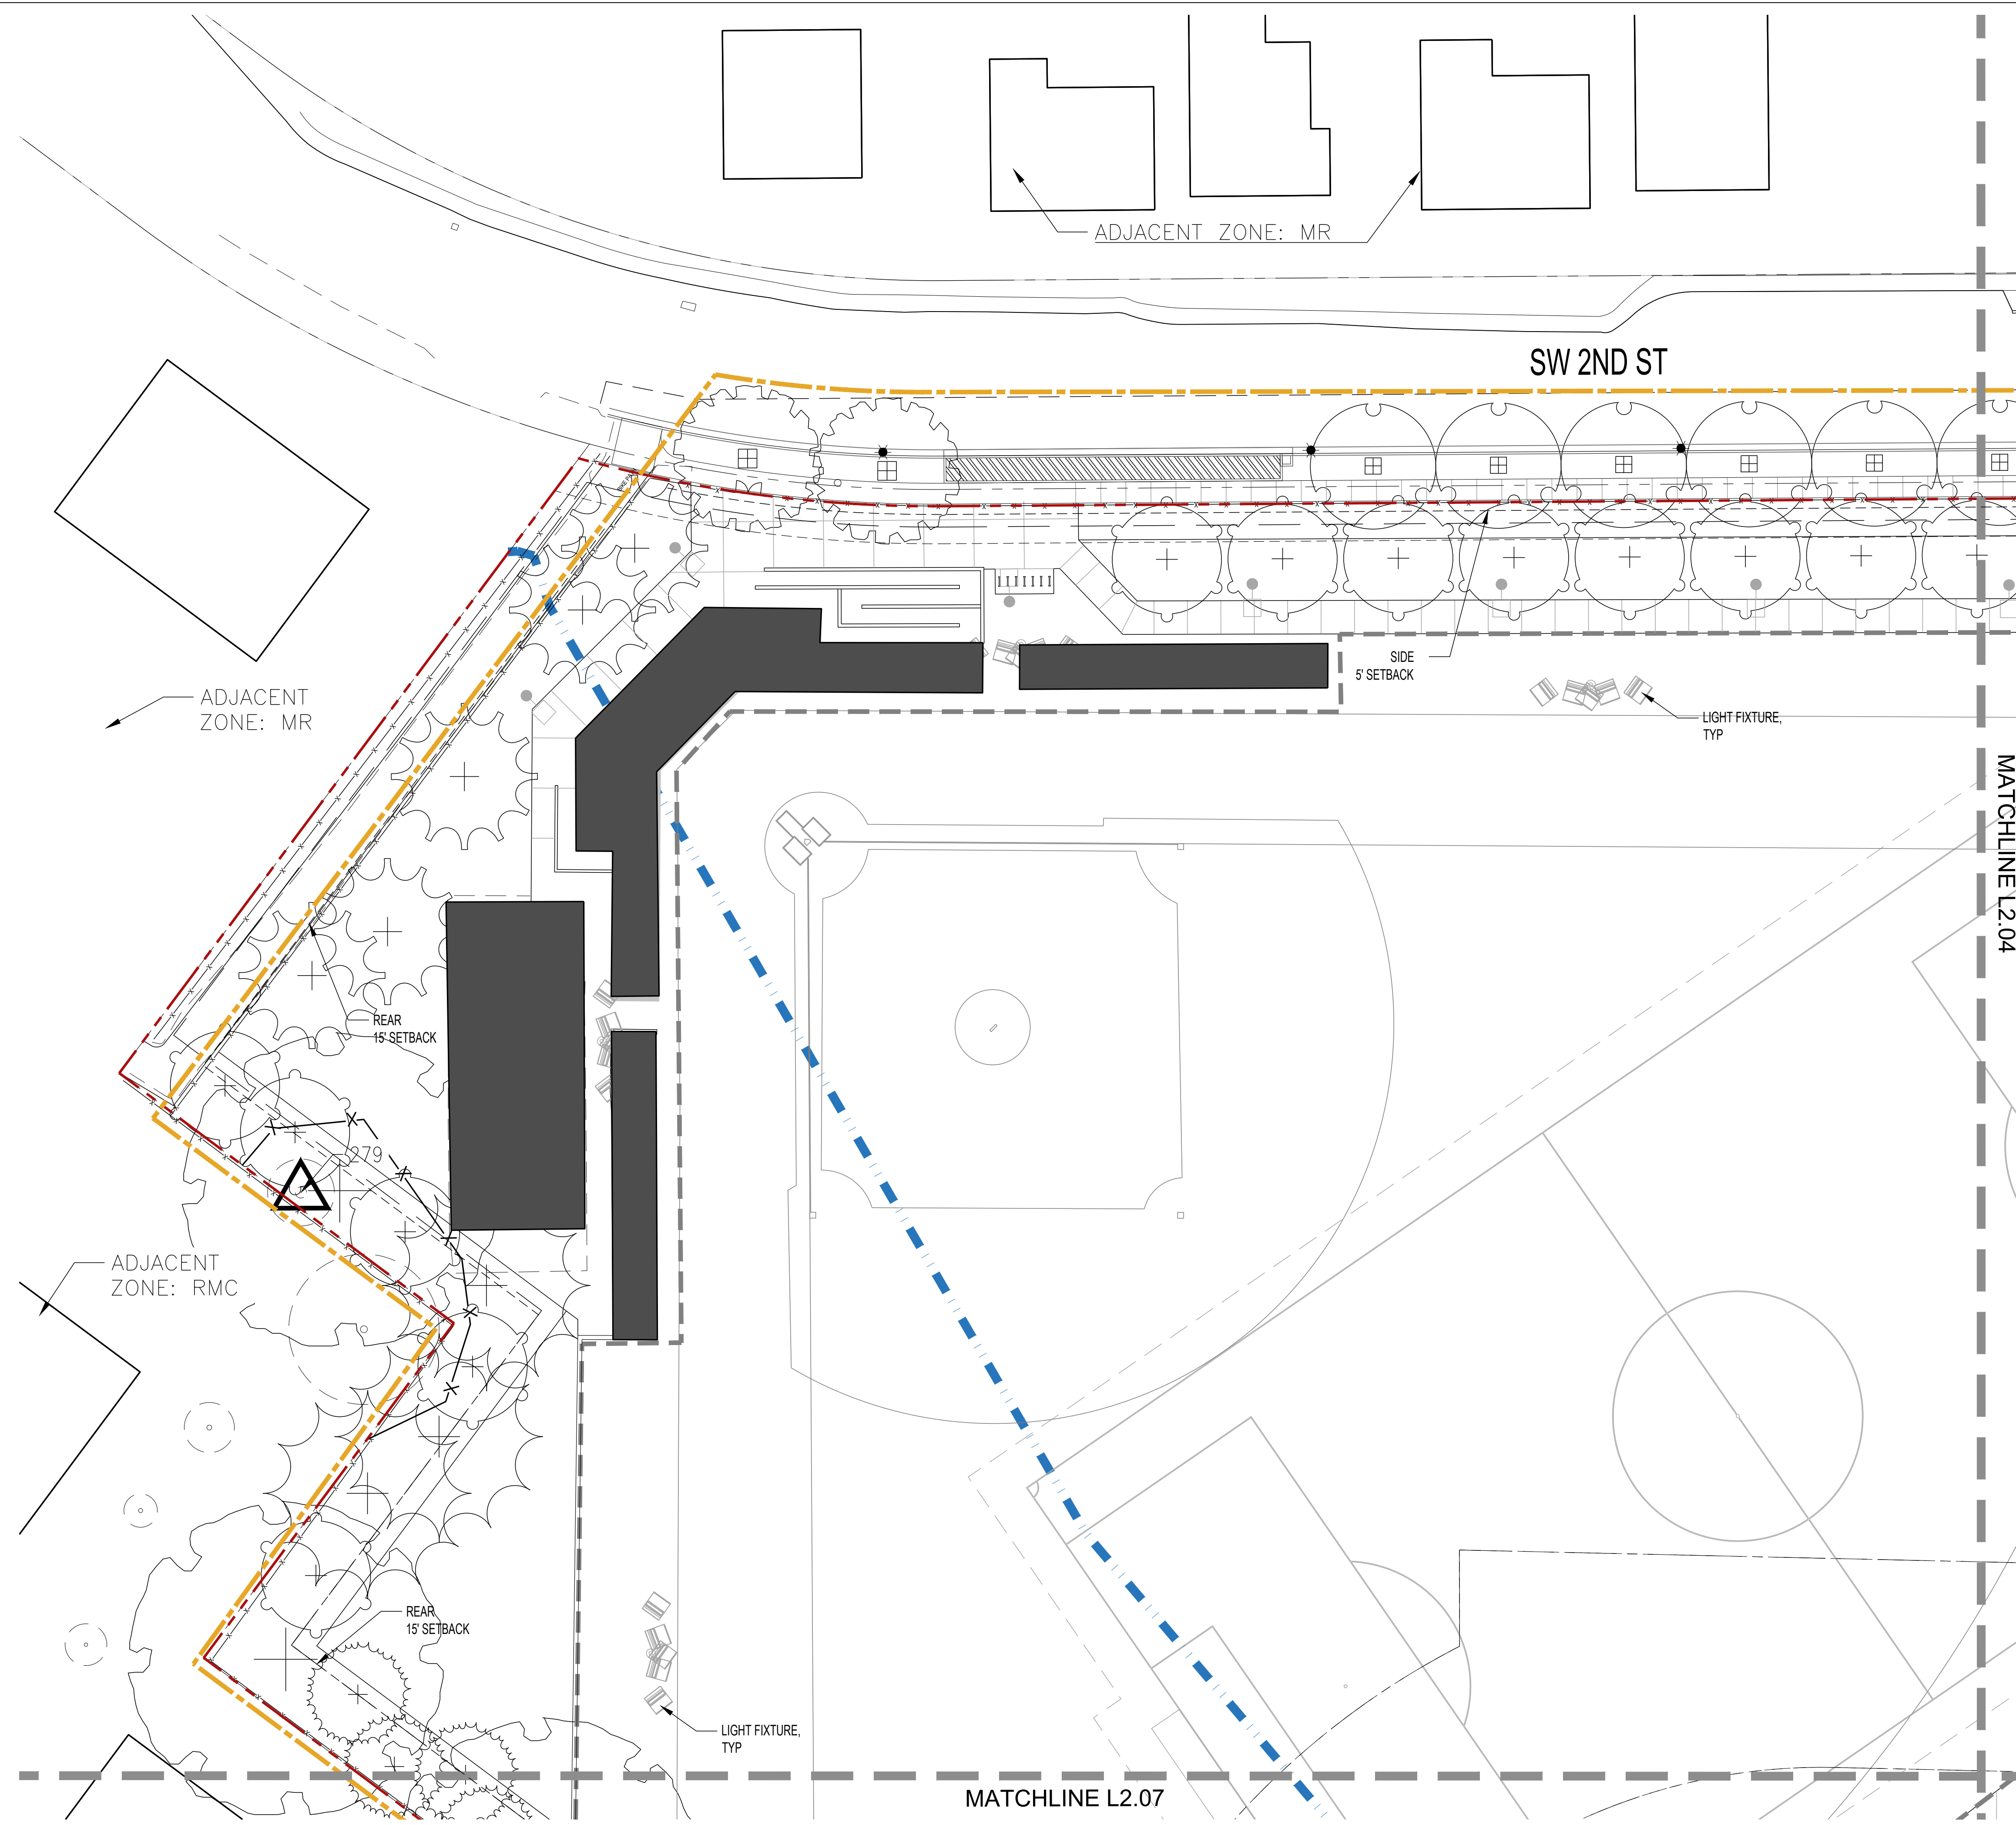 ADJACENT ZONE: MR
SW 2ND ST
SIDE
5' SETBACK
LIGHT FIXTURE,
TYP
ADJACENT
ZONE: MR
MATCHLINE L2.04
REAR
15' SETBACK
279
ADJACENT
ZONE: RMC
REAR
15' SETBACK
LIGHT FIXTURE,
TYP
MATCHLINE L2.07